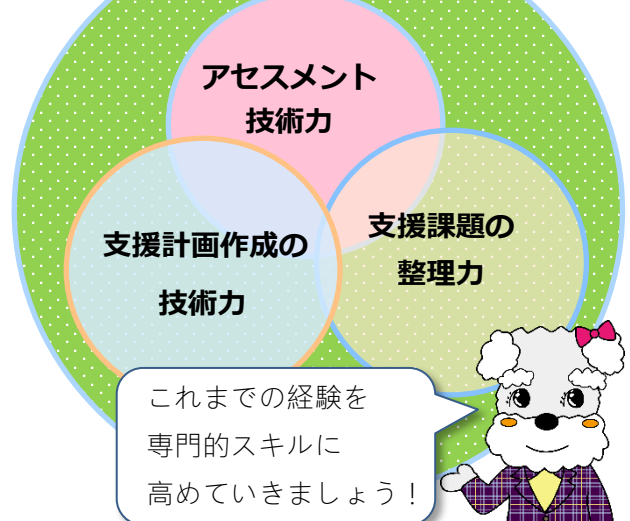 アセスメント
技術力
支援計画作成の
技術力
支援課題の
整理力
これまでの経験を
専門的スキルに
高めていきましょう！